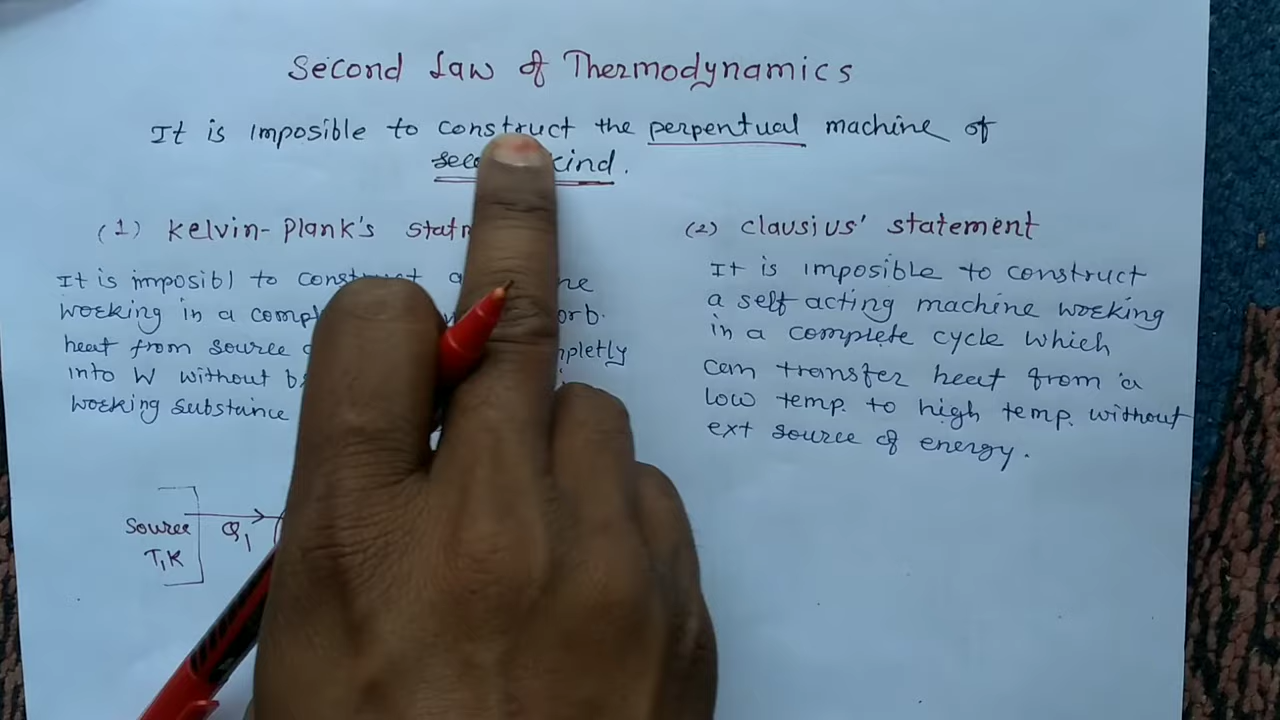 Second Law of Thermodynamics
It is imposible to construct the perpentual machine of
kind.
(1) Kelvin-Plank's
It is imposibl to construct
working in a
heat from source
into W without
working substance
(2) Clausius' statement
It is imposible to construct
a self acting machine working
in a complete cycle which
can transfer heat from a
low temp. to high temp. without
ext source of energy.
Source Q1
T1K